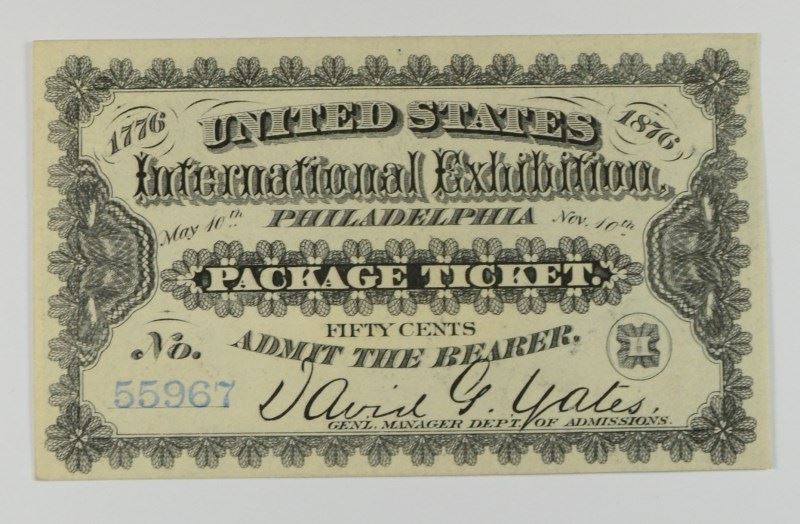 1776 UNITED STATES 1876
International Exhibition,
May 10th PHILADELPHIA Nov. 10th
PACKAGE TICKET.
FIFTY CENTS
No. ADMIT THE BEARER. H
55967 David G. Yates,
GENL. MANAGER DEPT. OF ADMISSIONS.